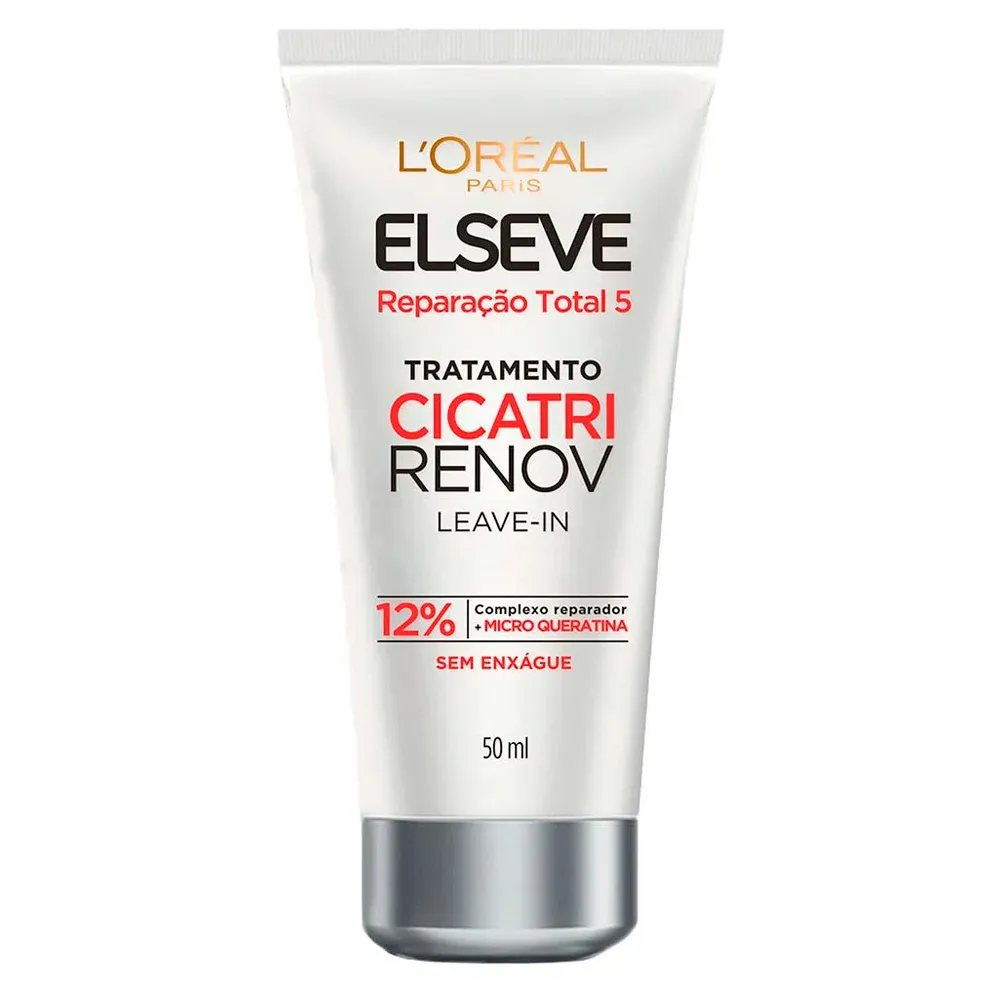 L'ORÉAL
PARIS
ELSEVE
Reparação Total 5
TRATAMENTO
CICATRI
RENOV
LEAVE-IN
12% Complexo reparador
+ MICRO QUERATINA
SEM ENXÁGUE
50 ml